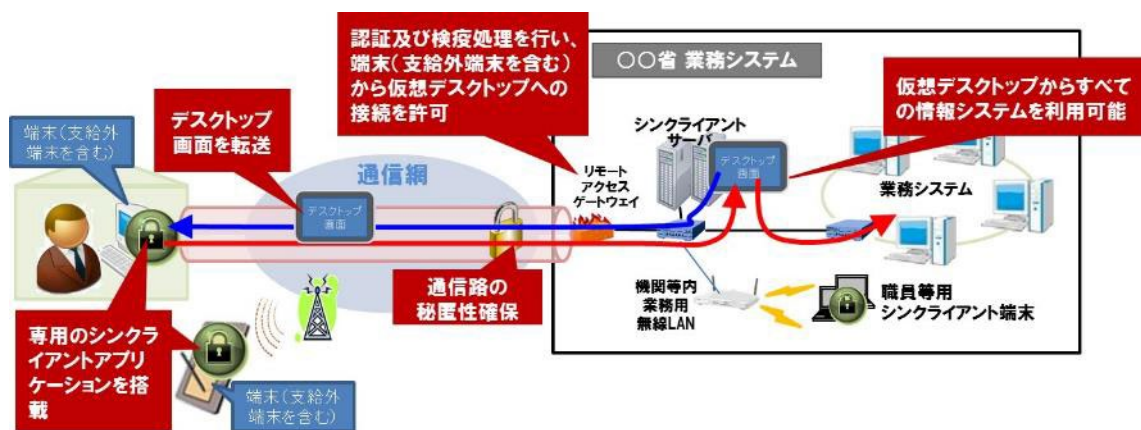 認証及び検疫処理を行い、
端末(支給外端末を含む)
から仮想デスクトップへの
接続を許可
〇〇省 業務システム
仮想デスクトップからすべて
の情報システムを利用可能
デスクトップ
画面を転送
端末(支給外
端末を含む)
シンクライアント
サーバ
デスクトップ
画面
通信網
リモート
アクセス
ゲートウェイ
業務システム
デスクトップ
画面
通信路の
秘匿性確保
機関等内
業務用
無線LAN
職員等用
シンクライアント端末
専用のシンクラ
イアントアプリ
ケーションを搭
載
端末(支給外
端末を含む)